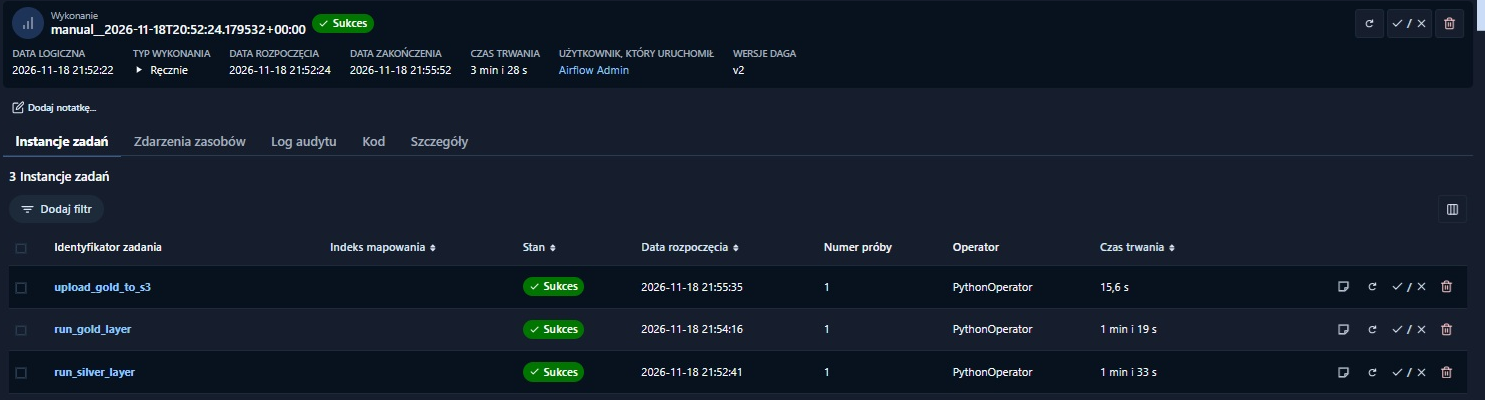 Wykonanie
manual__2026-11-18T20:52:24.179532+00:00 Sukces
DATA LOGICZNA TYP WYKONANIA DATA ROZPOCZĘCIA DATA ZAKOŃCZENIA CZAS TRWANIA UŻYTKOWNIK, KTÓRY URUCHOMIŁ WERSJE DAGA
2026-11-18 21:52:22 Ręcznie 2026-11-18 21:52:24 2026-11-18 21:55:52 3 min i 28 s Airflow Admin v2
Dodaj notatkę...
Instancje zadań Zdarzenia zasobów Log audytu Kod Szczegóły
3 Instancje zadań
Dodaj filtr
Identyfikator zadania Indeks mapowania Stan Data rozpoczęcia Numer próby Operator Czas trwania
upload_gold_to_s3 Sukces 2026-11-18 21:55:35 1 PythonOperator 15,6 s
run_gold_layer Sukces 2026-11-18 21:54:16 1 PythonOperator 1 min i 19 s
run_silver_layer Sukces 2026-11-18 21:52:41 1 PythonOperator 1 min i 33 s